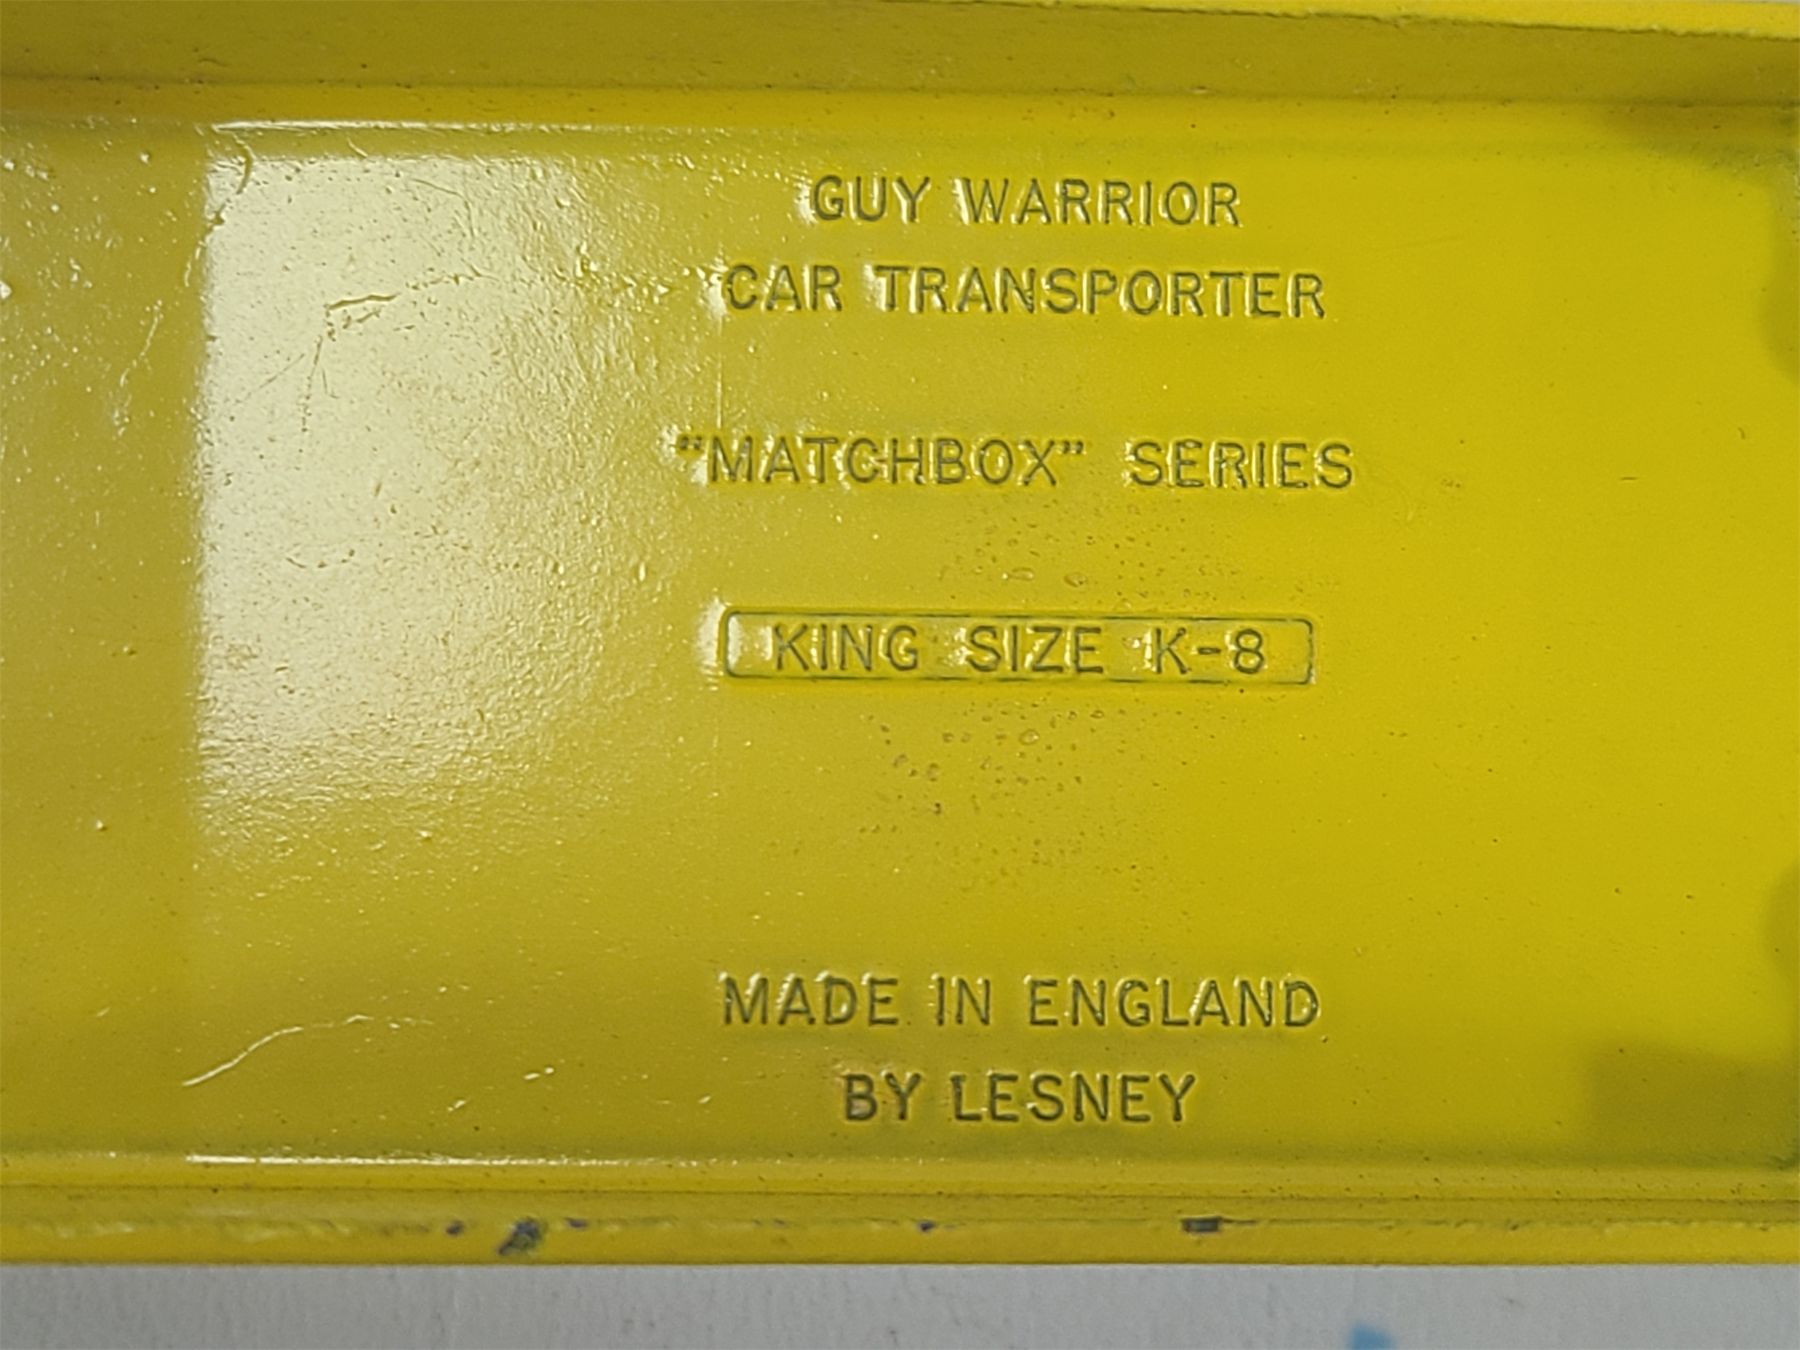 GUY WARRIOR
CAR TRANSPORTER
"MATCHBOX" SERIES
KING SIZE K-8
MADE IN ENGLAND
BY LESNEY